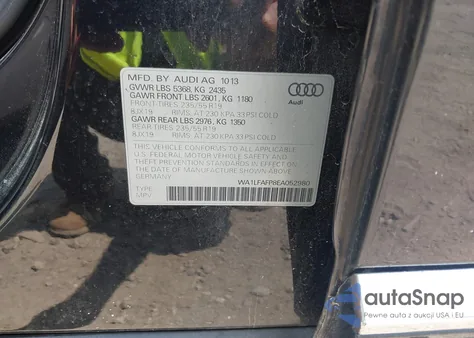 MFD. BY AUDI AG 10 13
GVWR LBS 5368, KG 2435
GAWR FRONT LBS 2601, KG 1180
FRONT-TIRES 235/55 R19
8JX19 RIMS, AT 230 KPA 33 PSI COLD
GAWR REAR LBS 2976, KG 1350
REAR-TIRES 235/55 R19
8JX19 RIMS, AT 230 KPA 33 PSI COLD
THIS VEHICLE CONFORMS TO ALL APPLICABLE
U.S. FEDERAL MOTOR VEHICLE SAFETY, BUMPER, AND
THEFT PREVENTION STANDARDS IN EFFECT ON
THE DATE OF MANUFACTURE SHOWN ABOVE
GERMANY
WA1LFAFP8EA052980
TYPE:
MPV
Audi
autoSnap
Pewne auta z aukcji USA i EU